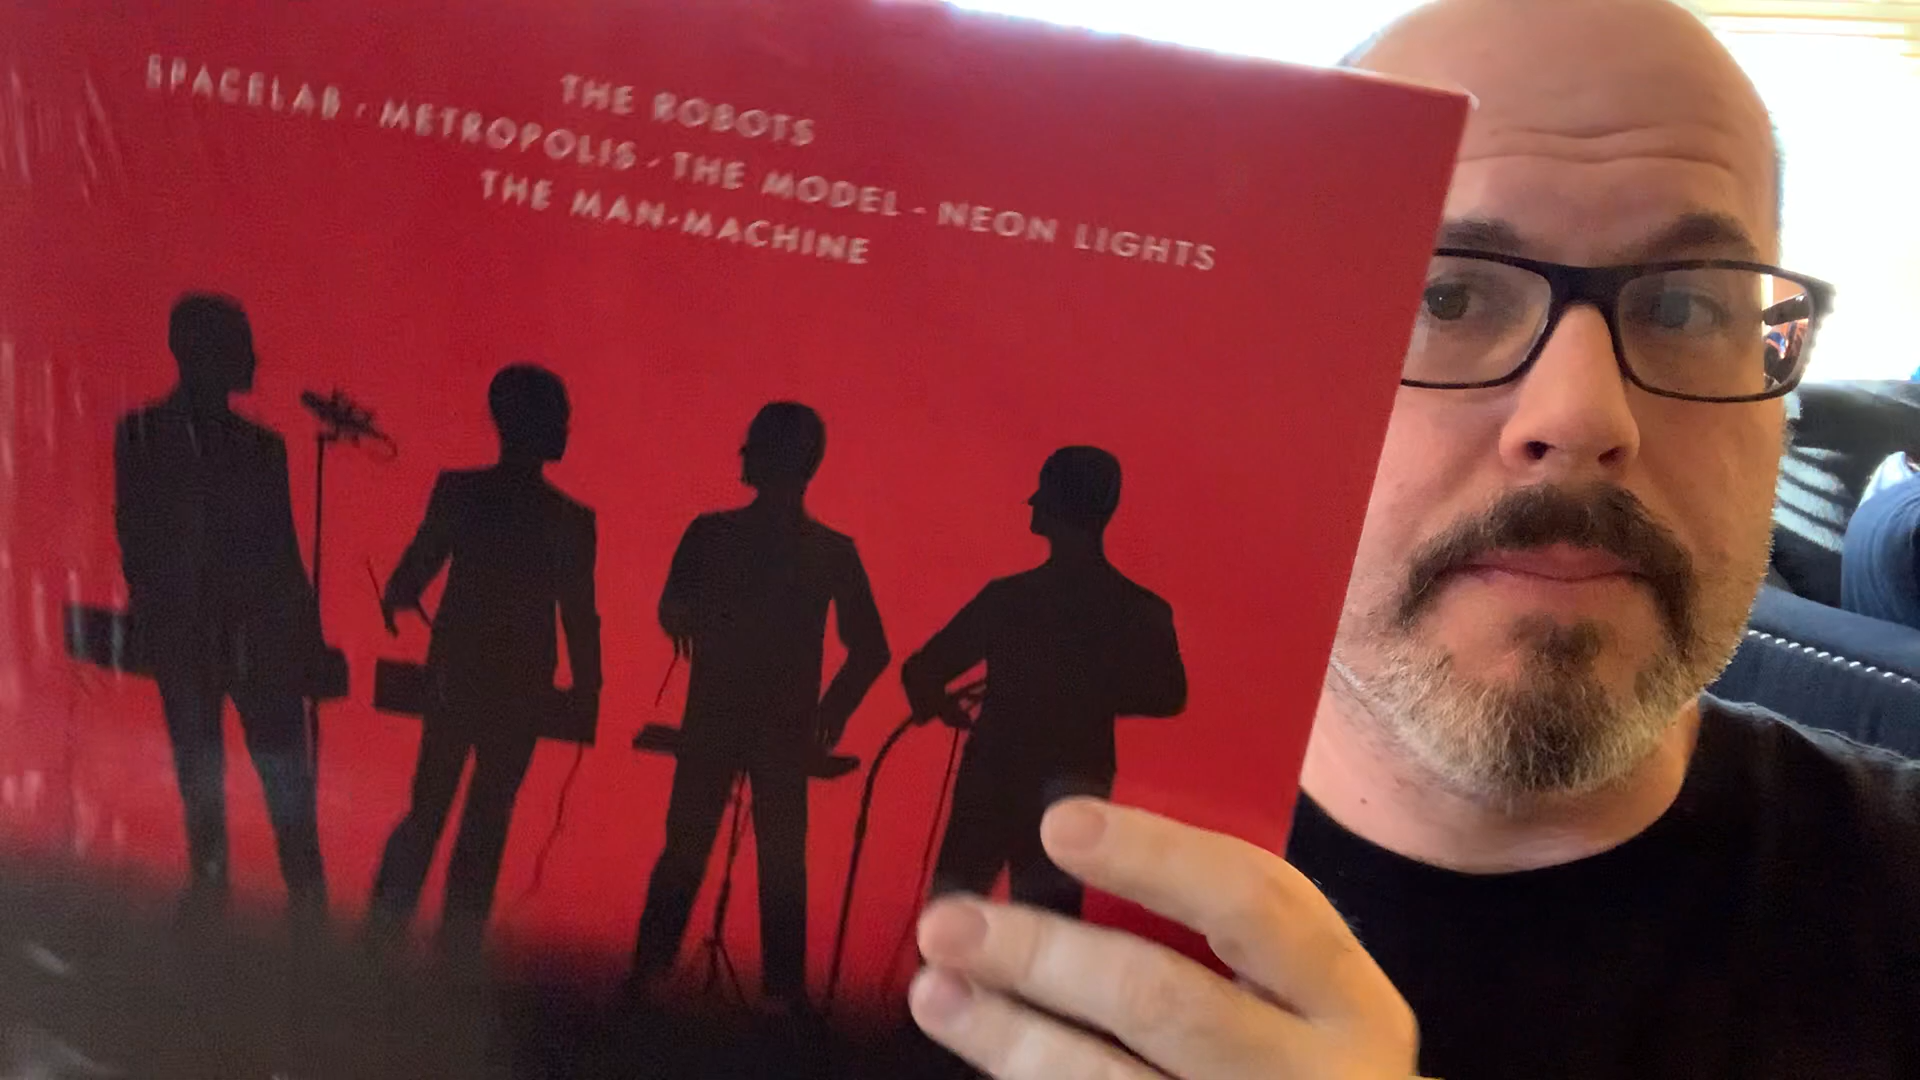 THE ROBOTS
SPACELAB · METROPOLIS · THE MODEL · NEON LIGHTS
THE MAN·MACHINE